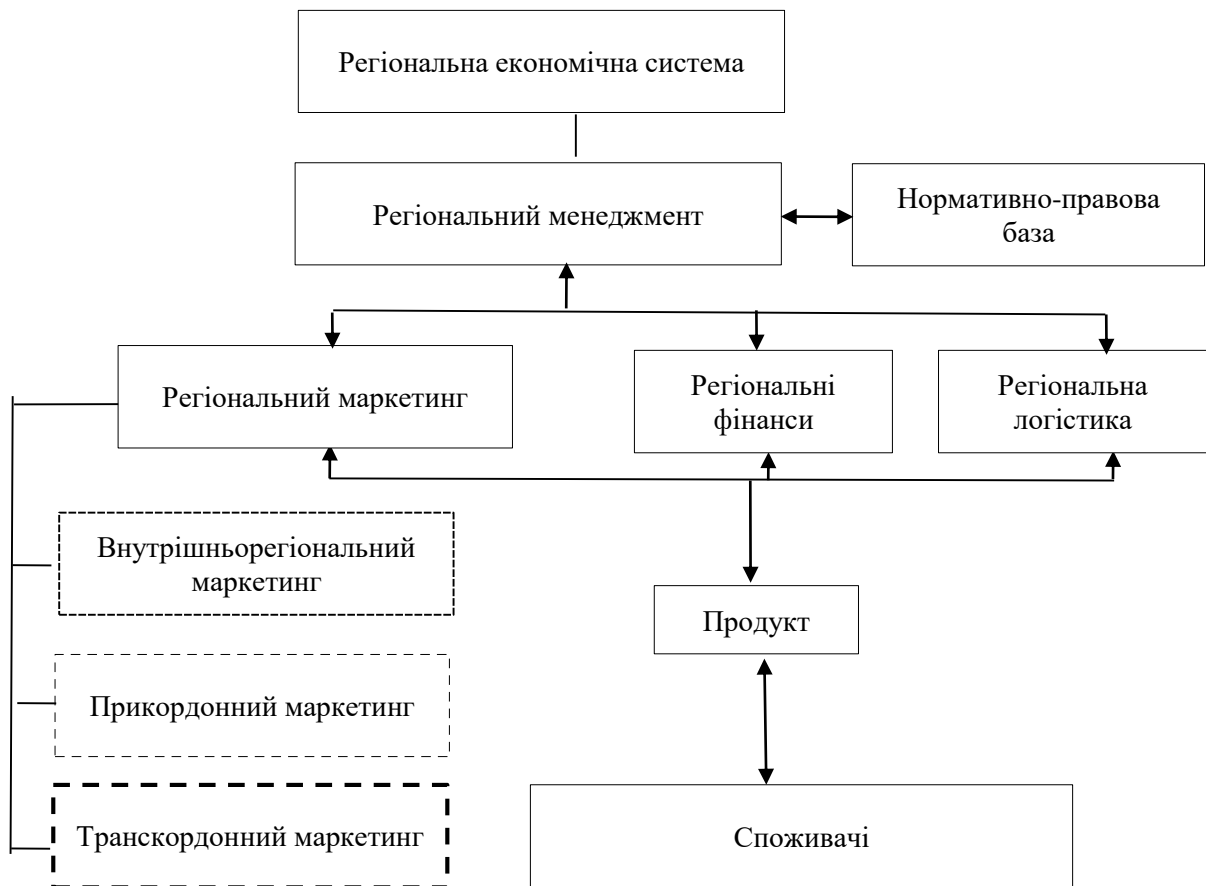 Регіональна економічна система
Регіональний менеджмент
Нормативно-правова
база
Регіональний маркетинг
Регіональні
фінанси
Регіональна
логістика
Внутрішньорегіональний
маркетинг
Продукт
Прикордонний маркетинг
Транскордонний маркетинг
Споживачі